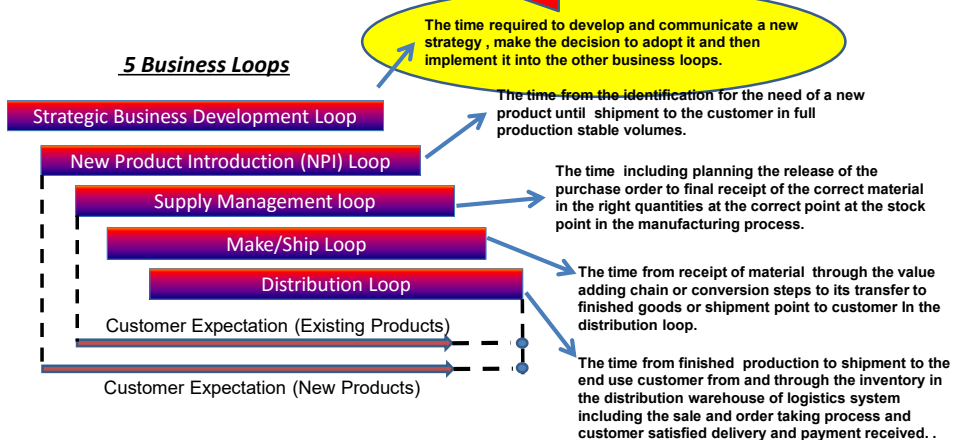 The time required to develop and communicate a new
strategy , make the decision to adopt it and then
implement it into the other business loops.
5 Business Loops
Strategic Business Development Loop
The time from the identification for the need of a new
product until shipment to the customer in full
production stable volumes.
New Product Introduction (NPI) Loop
The time including planning the release of the
purchase order to final receipt of the correct material
in the right quantities at the correct point at the stock
point in the manufacturing process.
Supply Management loop
Make/Ship Loop
The time from receipt of material through the value
adding chain or conversion steps to its transfer to
finished goods or shipment point to customer In the
distribution loop.
Distribution Loop
Customer Expectation (Existing Products)
The time from finished production to shipment to the
end use customer from and through the inventory in
the distribution warehouse of logistics system
including the sale and order taking process and
customer satisfied delivery and payment received. .
Customer Expectation (New Products)